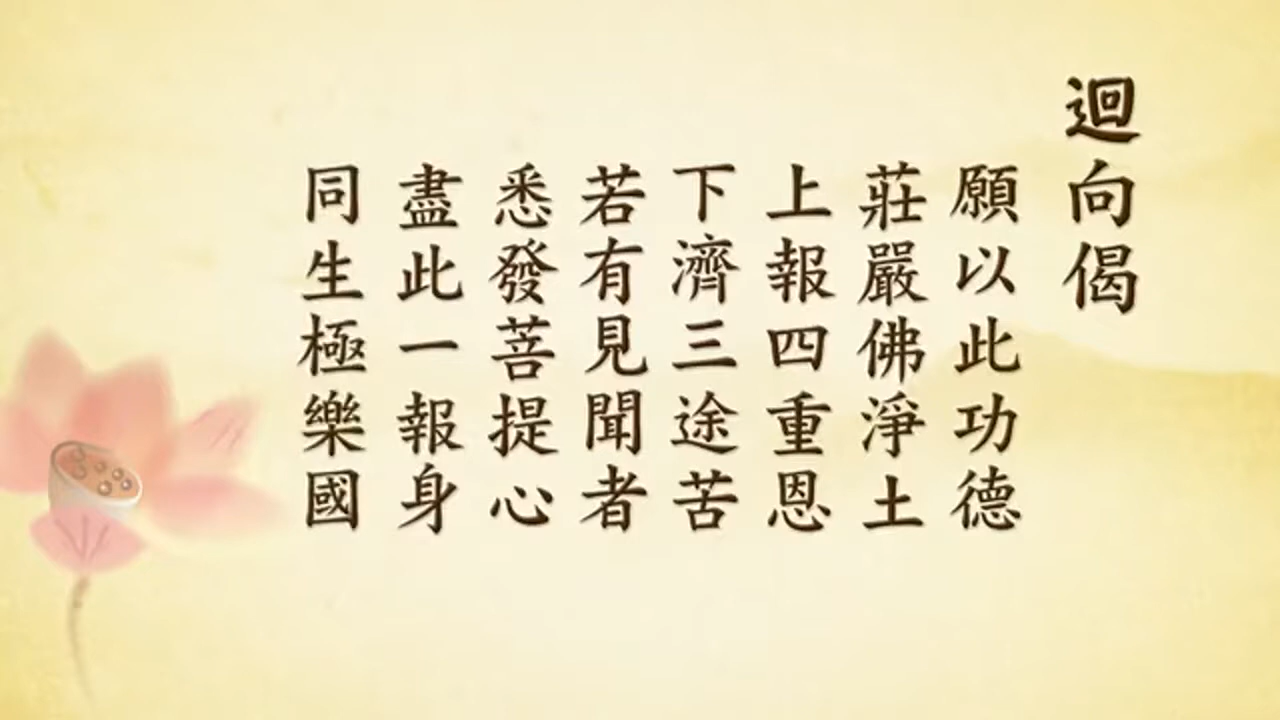 迴向偈
願以此功德
莊嚴佛淨土
上報四重恩
下濟三途苦
若有見聞者
悉發菩提心
盡此一報身
同生極樂國